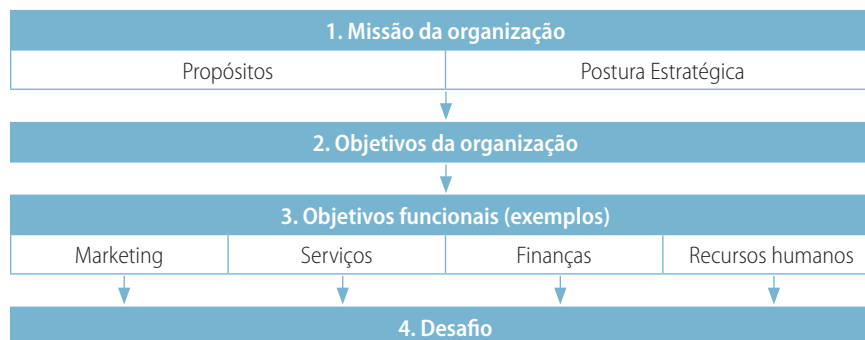 1. Missão da organização
Propósitos
Postura Estratégica
2. Objetivos da organização
3. Objetivos funcionais (exemplos)
Marketing
Serviços
Finanças
Recursos humanos
4. Desafio